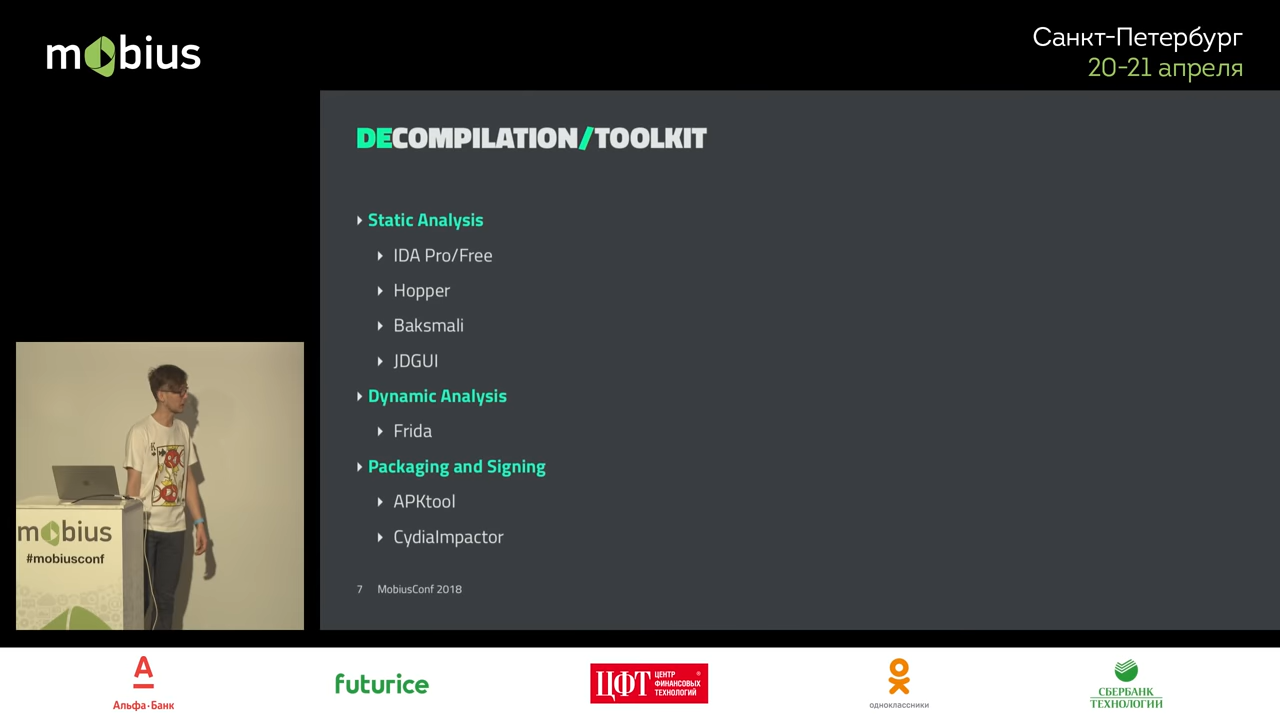 mobius
Санкт-Петербург
20-21 апреля
DECOMPILATION/TOOLKIT
Static Analysis
IDA Pro/Free
Hopper
Baksmali
JDGUI
Dynamic Analysis
Frida
Packaging and Signing
APKtool
CydiaImpactor
7 MobiusConf 2018
K
mobius
#mobiusconf
А
Альфа·Банк
futurice
ЦФТ
ЦЕНТР
ФИНАНСОВЫХ
ТЕХНОЛОГИЙ
®
одноклассники
СБЕРБАНК
ТЕХНОЛОГИИ